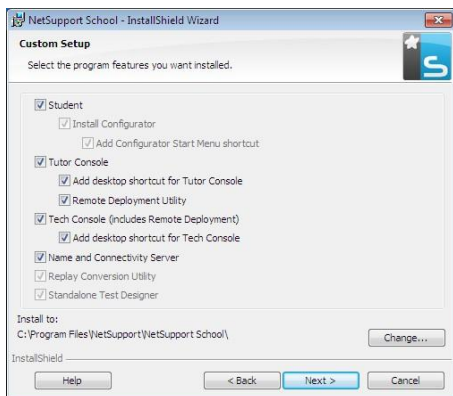 NetSupport School - InstallShield Wizard
Custom Setup
Select the program features you want installed.
S
Student
Install Configurator
Add Configurator Start Menu shortcut
Tutor Console
Add desktop shortcut for Tutor Console
Remote Deployment Utility
Tech Console (includes Remote Deployment)
Add desktop shortcut for Tech Console
Name and Connectivity Server
Replay Conversion Utility
Standalone Test Designer
Install to:
C:\Program Files\NetSupport\NetSupport School\
Change...
InstallShield
Help
< Back
Next >
Cancel